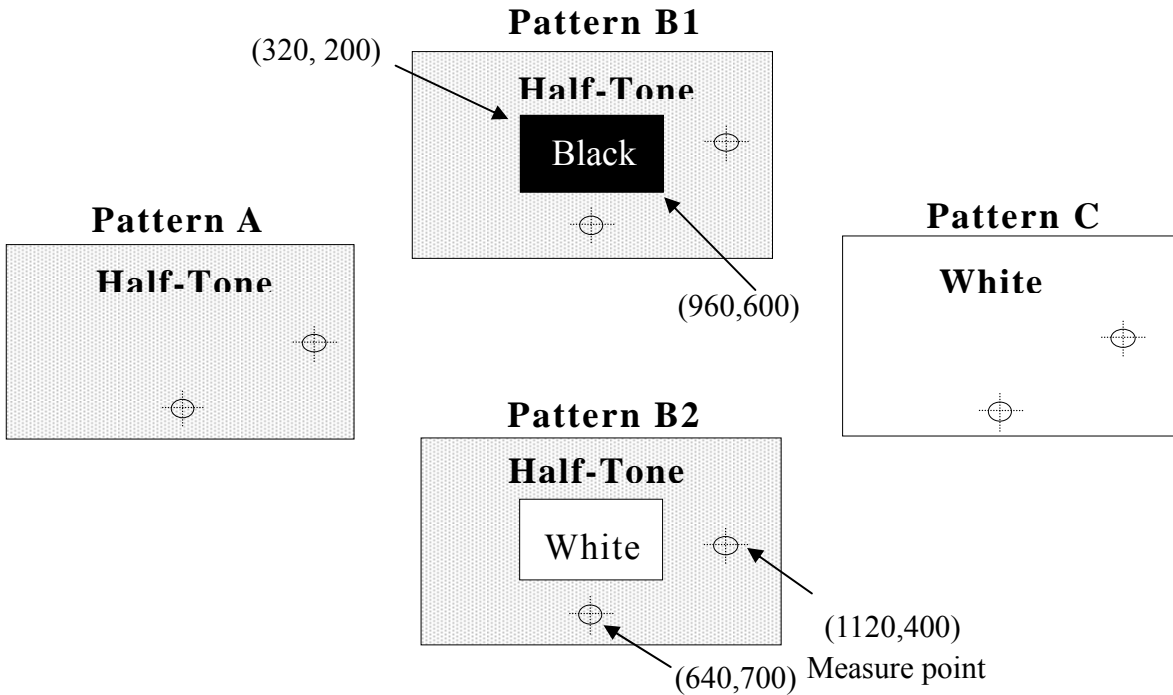 Pattern B1
(320, 200)
Half-Tone
Black
Pattern A
Half-Tone
(960,600)
Pattern C
White
Pattern B2
Half-Tone
White
(1120,400)
Measure point
(640,700)